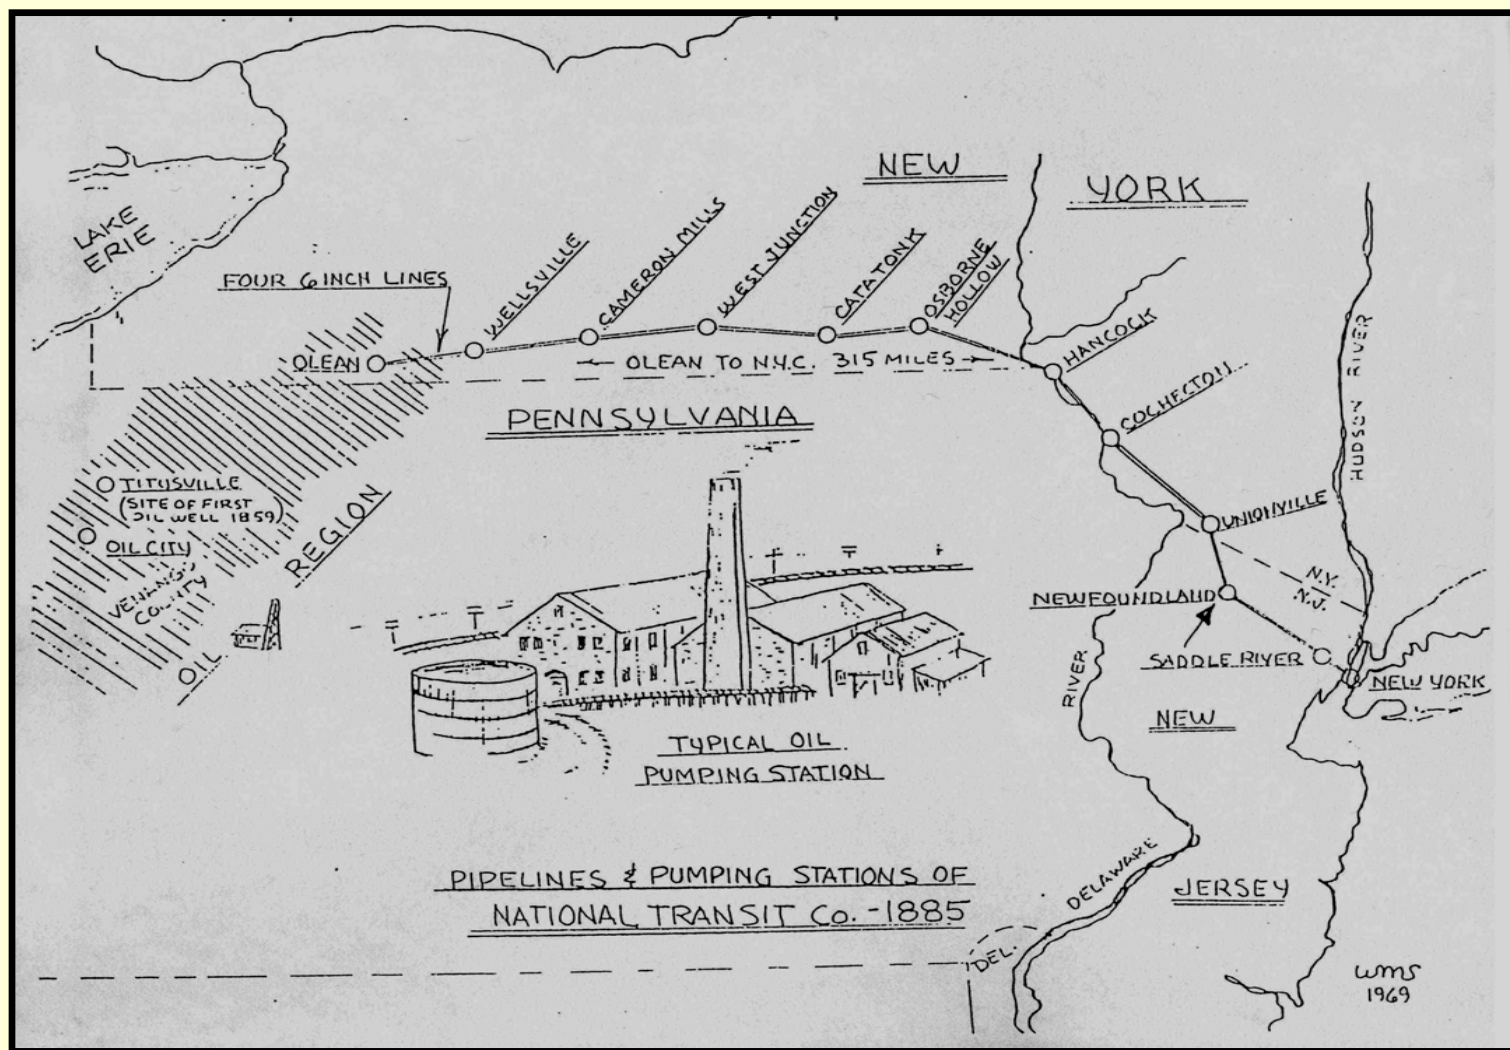 NEW
YORK
LAKE
ERIE
FOUR 6 INCH LINES
WELLSVILLE
CAMERON MILLS
WEST JUNCTION
CATATONK
OSBORNE
HOLLOW
HANCOCK
COCHECTON
HUDSON RIVER
OLEAN
OLEAN TO N.Y.C. 315 MILES
PENNSYLVANIA
TITUSVILLE
(SITE OF FIRST
OIL WELL 1859)
OIL CITY
VENANGO
COUNTY
OIL REGION
UNIONVILLE
N.Y.
N.J.
NEWFOUNDLAND
SADDLE RIVER
NEW YORK
NEW
JERSEY
TYPICAL OIL
PUMPING STATION
DELAWARE RIVER
PIPELINES & PUMPING STATIONS OF
NATIONAL TRANSIT Co. - 1885
DEL.
WMS
1969